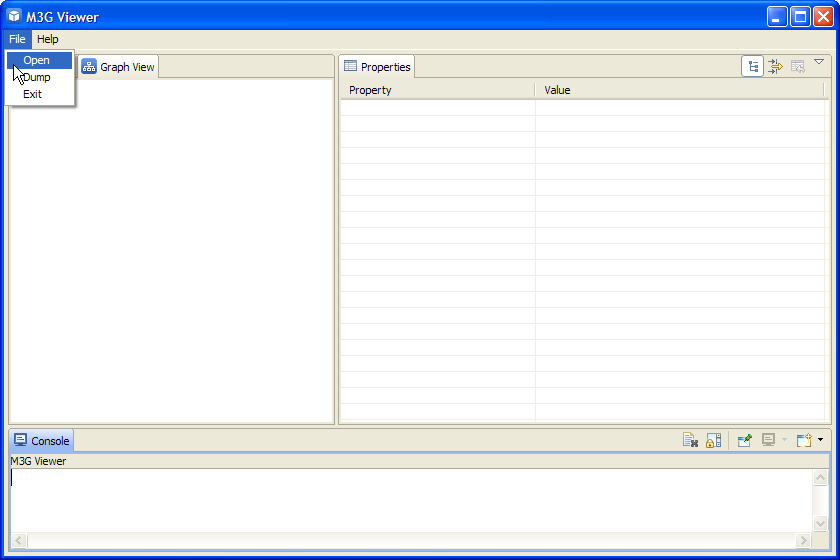 M3G Viewer
File Help
Open
Dump
Exit
Graph View
Properties
Property Value
Console
M3G Viewer